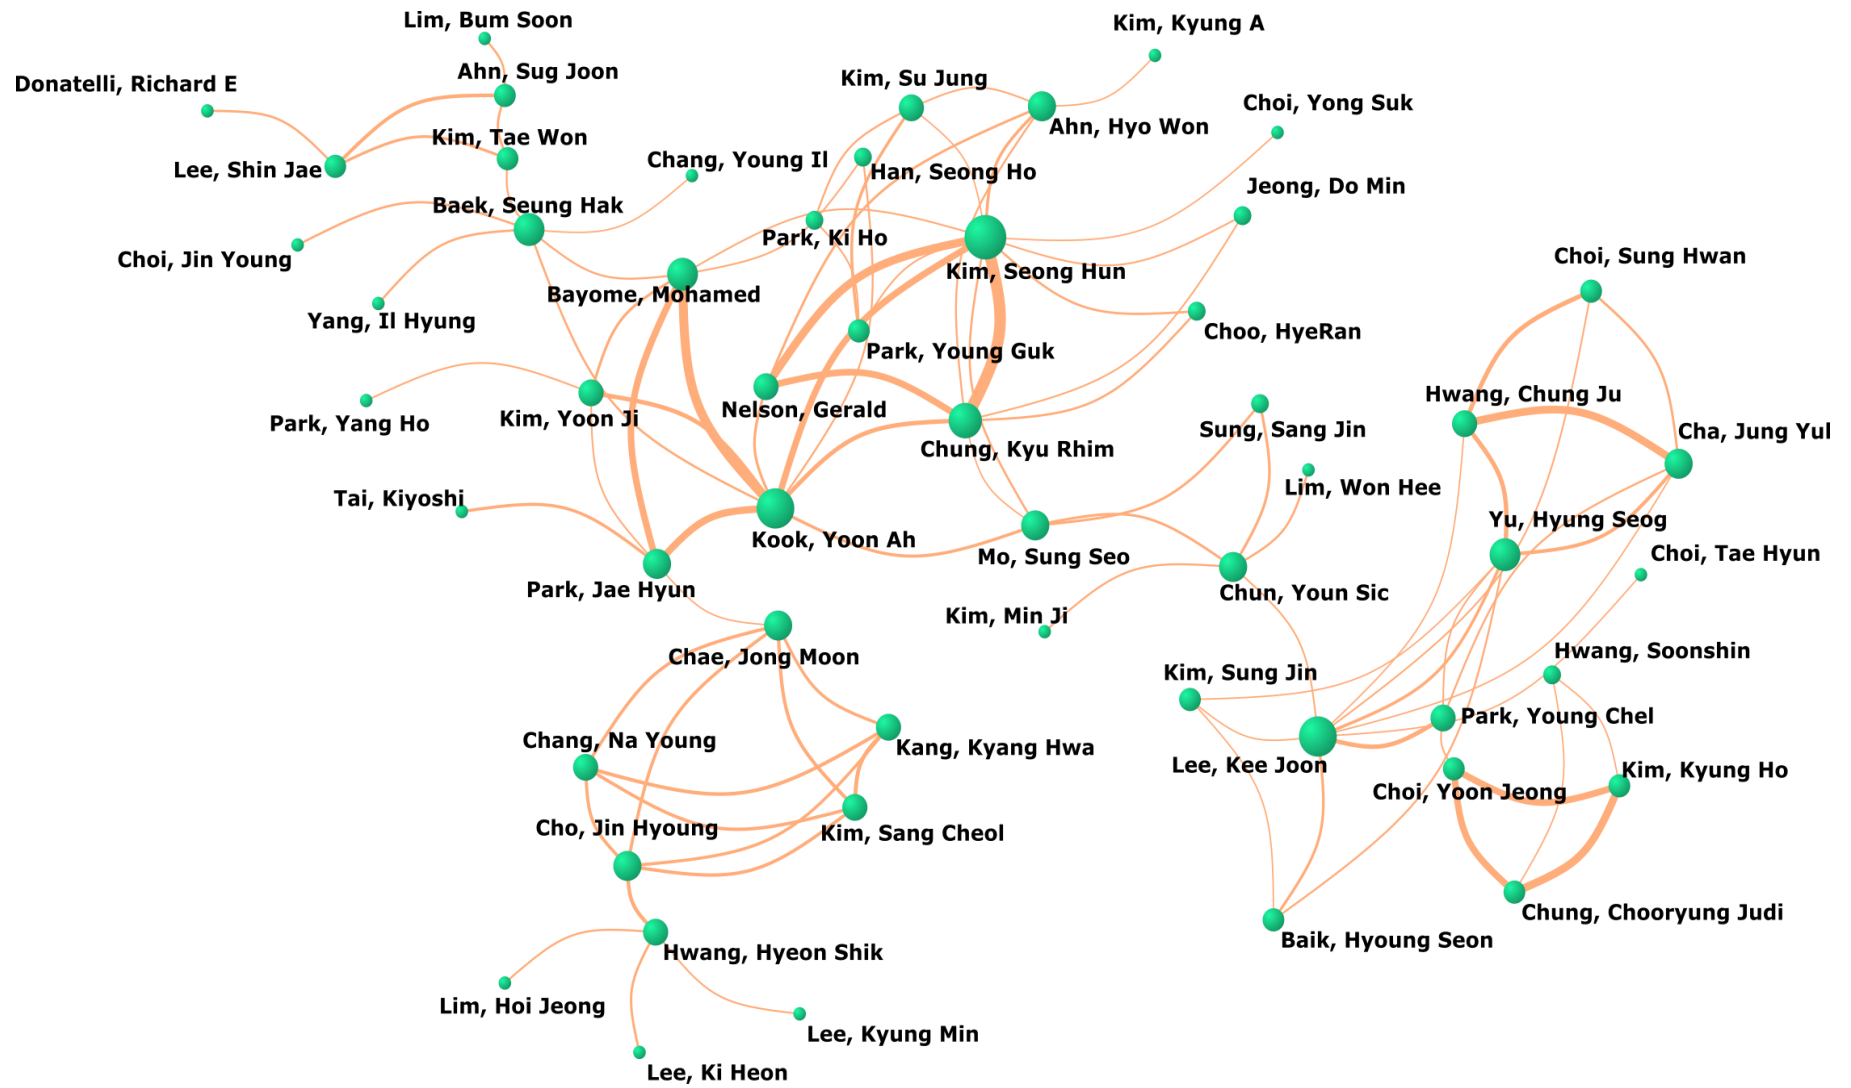 Lim, Bum Soon
Kim, Kyung A
Ahn, Sug Joon
Donatelli, Richard E
Kim, Su Jung
Choi, Yong Suk
Ahn, Hyo Won
Kim, Tae Won
Chang, Young Il
Lee, Shin Jae
Han, Seong Ho
Jeong, Do Min
Baek, Seung Hak
Park, Ki Ho
Choi, Jin Young
Choi, Sung Hwan
Kim, Seong Hun
Bayome, Mohamed
Yang, Il Hyung
Choo, HyeRan
Park, Young Guk
Hwang, Chung Ju
Nelson, Gerald
Kim, Yoon Ji
Park, Yang Ho
Sung, Sang Jin
Cha, Jung Yul
Chung, Kyu Rhim
Lim, Won Hee
Tai, Kiyoshi
Yu, Hyung Seog
Kook, Yoon Ah
Mo, Sung Seo
Choi, Tae Hyun
Park, Jae Hyun
Chun, Youn Sic
Kim, Min Ji
Hwang, Soonshin
Chae, Jong Moon
Kim, Sung Jin
Park, Young Chel
Chang, Na Young
Kang, Kyang Hwa
Lee, Kee Joon
Kim, Kyung Ho
Choi, Yoon Jeong
Cho, Jin Hyoung
Kim, Sang Cheol
Chung, Chooryung Judi
Baik, Hyoung Seon
Hwang, Hyeon Shik
Lim, Hoi Jeong
Lee, Kyung Min
Lee, Ki Heon